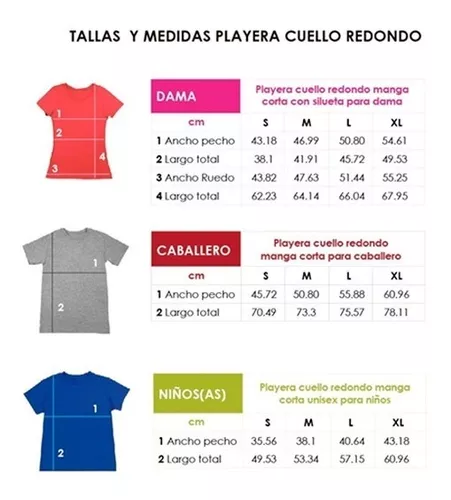 TALLAS Y MEDIDAS PLAYERA CUELLO REDONDO
DAMA
Playera cuello redondo manga
corta con silueta para dama
cm S M L XL
1 Ancho pecho 43.18 46.99 50.80 54.61
2 Largo total 38.1 41.91 45.72 49.53
3 Ancho Ruedo 43.82 47.63 51.44 55.25
4 Largo total 62.23 64.14 66.04 67.95
1
2
3 4
CABALLERO
Playera cuello redondo
manga corta para caballero
cm S M L XL
1 Ancho pecho 45.72 50.80 55.88 60.96
2 Largo total 70.49 73.3 75.57 78.11
1
2
NIÑOS(AS)
Playera cuello redondo manga
corta unisex para niños
cm S M L XL
1 Ancho pecho 35.56 38.1 40.64 43.18
2 Largo total 49.53 53.34 57.15 60.96
1
2